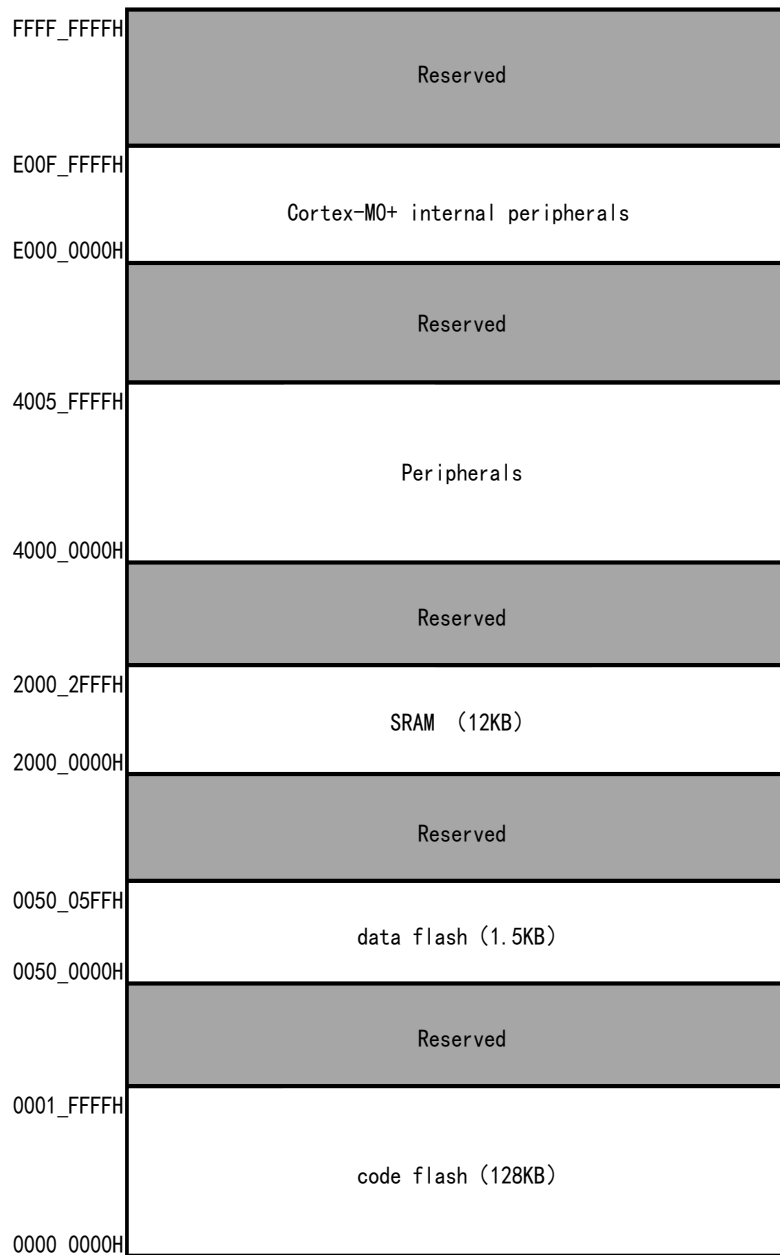 FFFF_FFFFH
Reserved
E00F_FFFFH
Cortex-M0+ internal peripherals
E000_0000H
Reserved
4005_FFFFH
Peripherals
4000_0000H
Reserved
2000_2FFFH
SRAM （12KB）
2000_0000H
Reserved
0050_05FFH
data flash（1.5KB）
0050_0000H
Reserved
0001_FFFFH
code flash（128KB）
0000_0000H